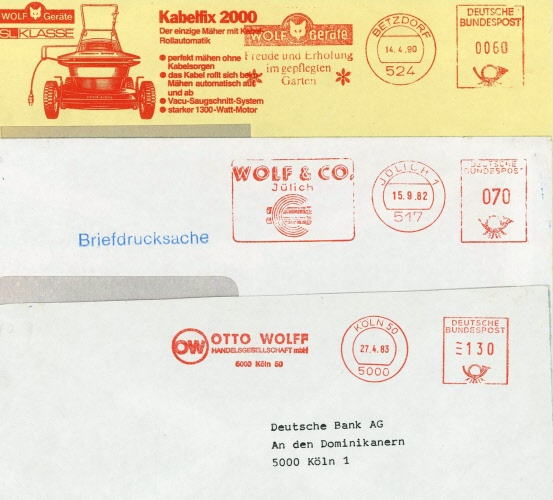 WOLF Geräte
SL KLASSE
Kabelfix 2000
Der einzige Mäher mit Kabel-
Rollautomatik
● perfekt mähen ohne
Kabelsorgen
● das Kabel rollt sich beim
Mähen automatisch auf
und ab
● Vacu-Saugschnitt-System
● starker 1300-Watt-Motor
WOLF Geräte
Freude und Erholung
im gepflegten
Garten
BETZDORF
14.4.90
524
DEUTSCHE
BUNDESPOST
0060
WOLF & CO.
Jülich
JÜLICH 1
15.9.82
517
DEUTSCHE
BUNDESPOST
070
Briefdrucksache
OW OTTO WOLFF
HANDELSGESELLSCHAFT mbH
5000 Köln 50
KÖLN 50
27.4.83
5000
DEUTSCHE
BUNDESPOST
130
Deutsche Bank AG
An den Dominikanern
5000 Köln 1